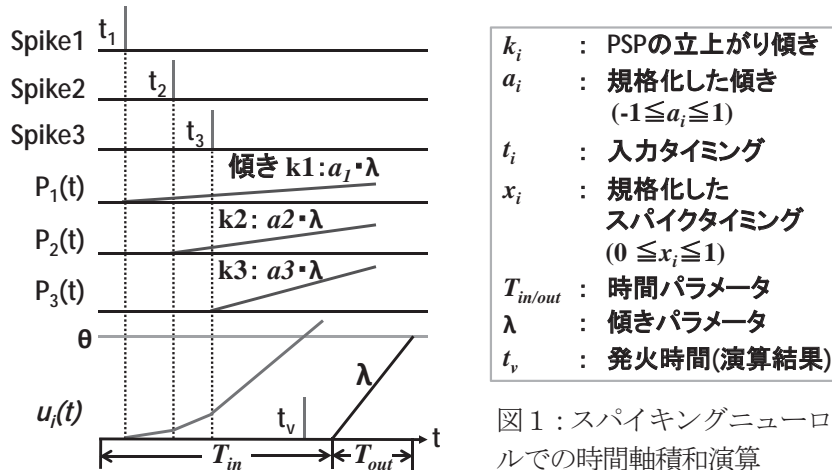 Spike1 t1
Spike2 t2
Spike3 t3
P1(t) 傾き k1:a1・λ
P2(t) k2: a2・λ
P3(t) k3: a3・λ
θ
λ
ui(t) tv t
Tin Tout
ki : PSPの立上がり傾き
ai : 規格化した傾き
(-1≦ai≦1)
ti : 入力タイミング
xi : 規格化した
スパイクタイミング
(0 ≦xi≦1)
Tin/out : 時間パラメータ
λ : 傾きパラメータ
tv : 発火時間(演算結果)
図1:スパイキングニューロ
ルでの時間軸積和演算